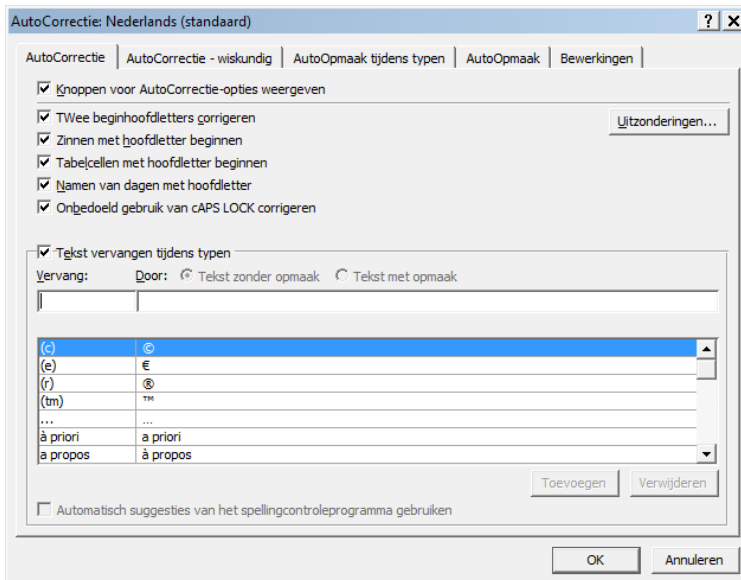 AutoCorrectie: Nederlands (standaard)
AutoCorrectie AutoCorrectie - wiskundig AutoOpmaak tijdens typen AutoOpmaak Bewerkingen
Knoppen voor AutoCorrectie-opties weergeven
TWee beginhoofdletters corrigeren Uitzonderingen...
Zinnen met hoofdletter beginnen
Tabelcellen met hoofdletter beginnen
Namen van dagen met hoofdletter
Onbedoeld gebruik van cAPS LOCK corrigeren
Tekst vervangen tijdens typen
Vervang: Door: Tekst zonder opmaak Tekst met opmaak
(c) ©
(e) €
(r) ®
(tm) ™
... …
à priori a priori
a propos à propos
Toevoegen Verwijderen
Automatisch suggesties van het spellingcontroleprogramma gebruiken
OK Annuleren